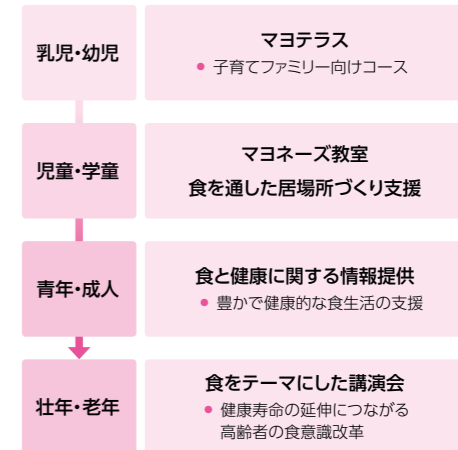 乳児・幼児
マヨテラス
● 子育てファミリー向けコース
児童・学童
マヨネーズ教室
食を通した居場所づくり支援
青年・成人
食と健康に関する情報提供
● 豊かで健康的な食生活の支援
壮年・老年
食をテーマにした講演会
● 健康寿命の延伸につながる
高齢者の食意識改革